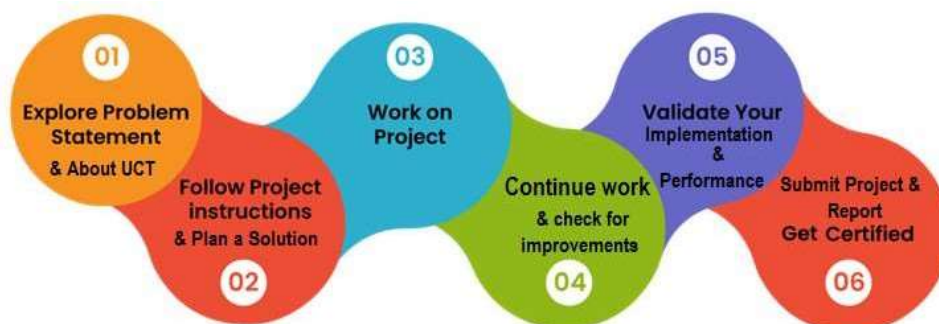 01
Explore Problem
Statement
& About UCT
Follow Project
instructions
& Plan a Solution
02
03
Work on
Project
Continue work
& check for
improvements
04
05
Validate Your
Implementation
&
Performance
Submit Project &
Report
Get Certified
06